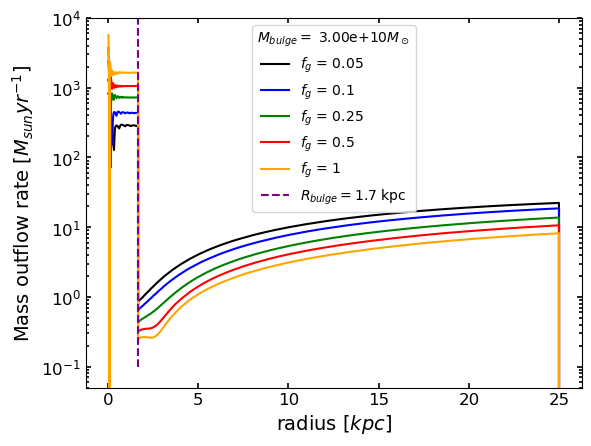 Mass outflow rate [M_sun yr^-1]
10^4
10^3
10^2
10^1
10^0
10^-1
M_bulge = 3.00e+10M_⊙
f_g = 0.05
f_g = 0.1
f_g = 0.25
f_g = 0.5
f_g = 1
R_bulge = 1.7 kpc
0 5 10 15 20 25
radius [kpc]